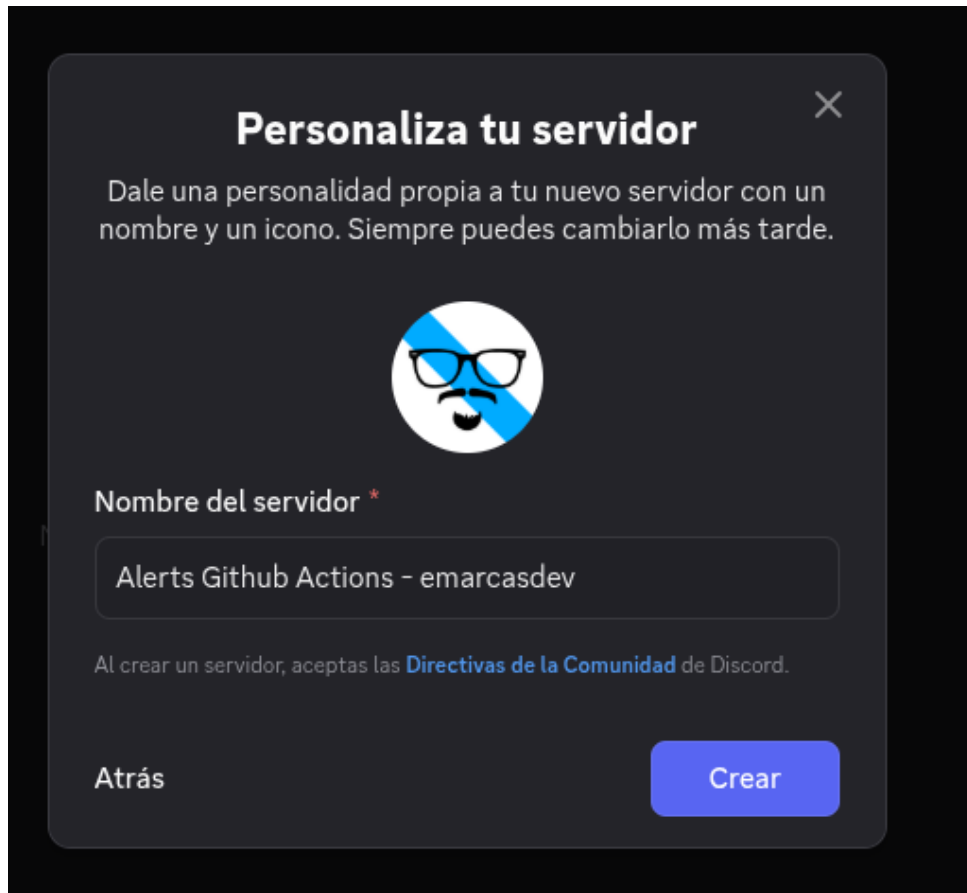 Personaliza tu servidor
Dale una personalidad propia a tu nuevo servidor con un
nombre y un icono. Siempre puedes cambiarlo más tarde.
Nombre del servidor *
Alerts Github Actions - emarcasdev
Al crear un servidor, aceptas las Directivas de la Comunidad de Discord.
Atrás
Crear